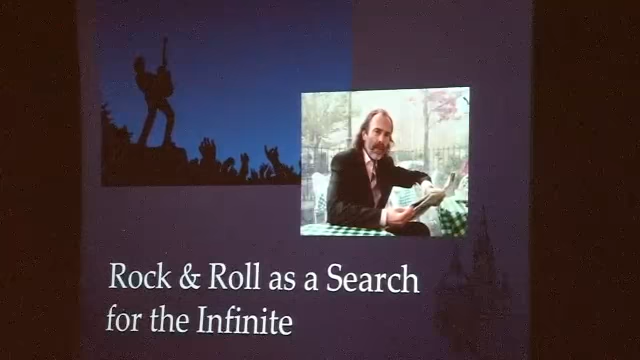 Rock & Roll as a Search
for the Infinite